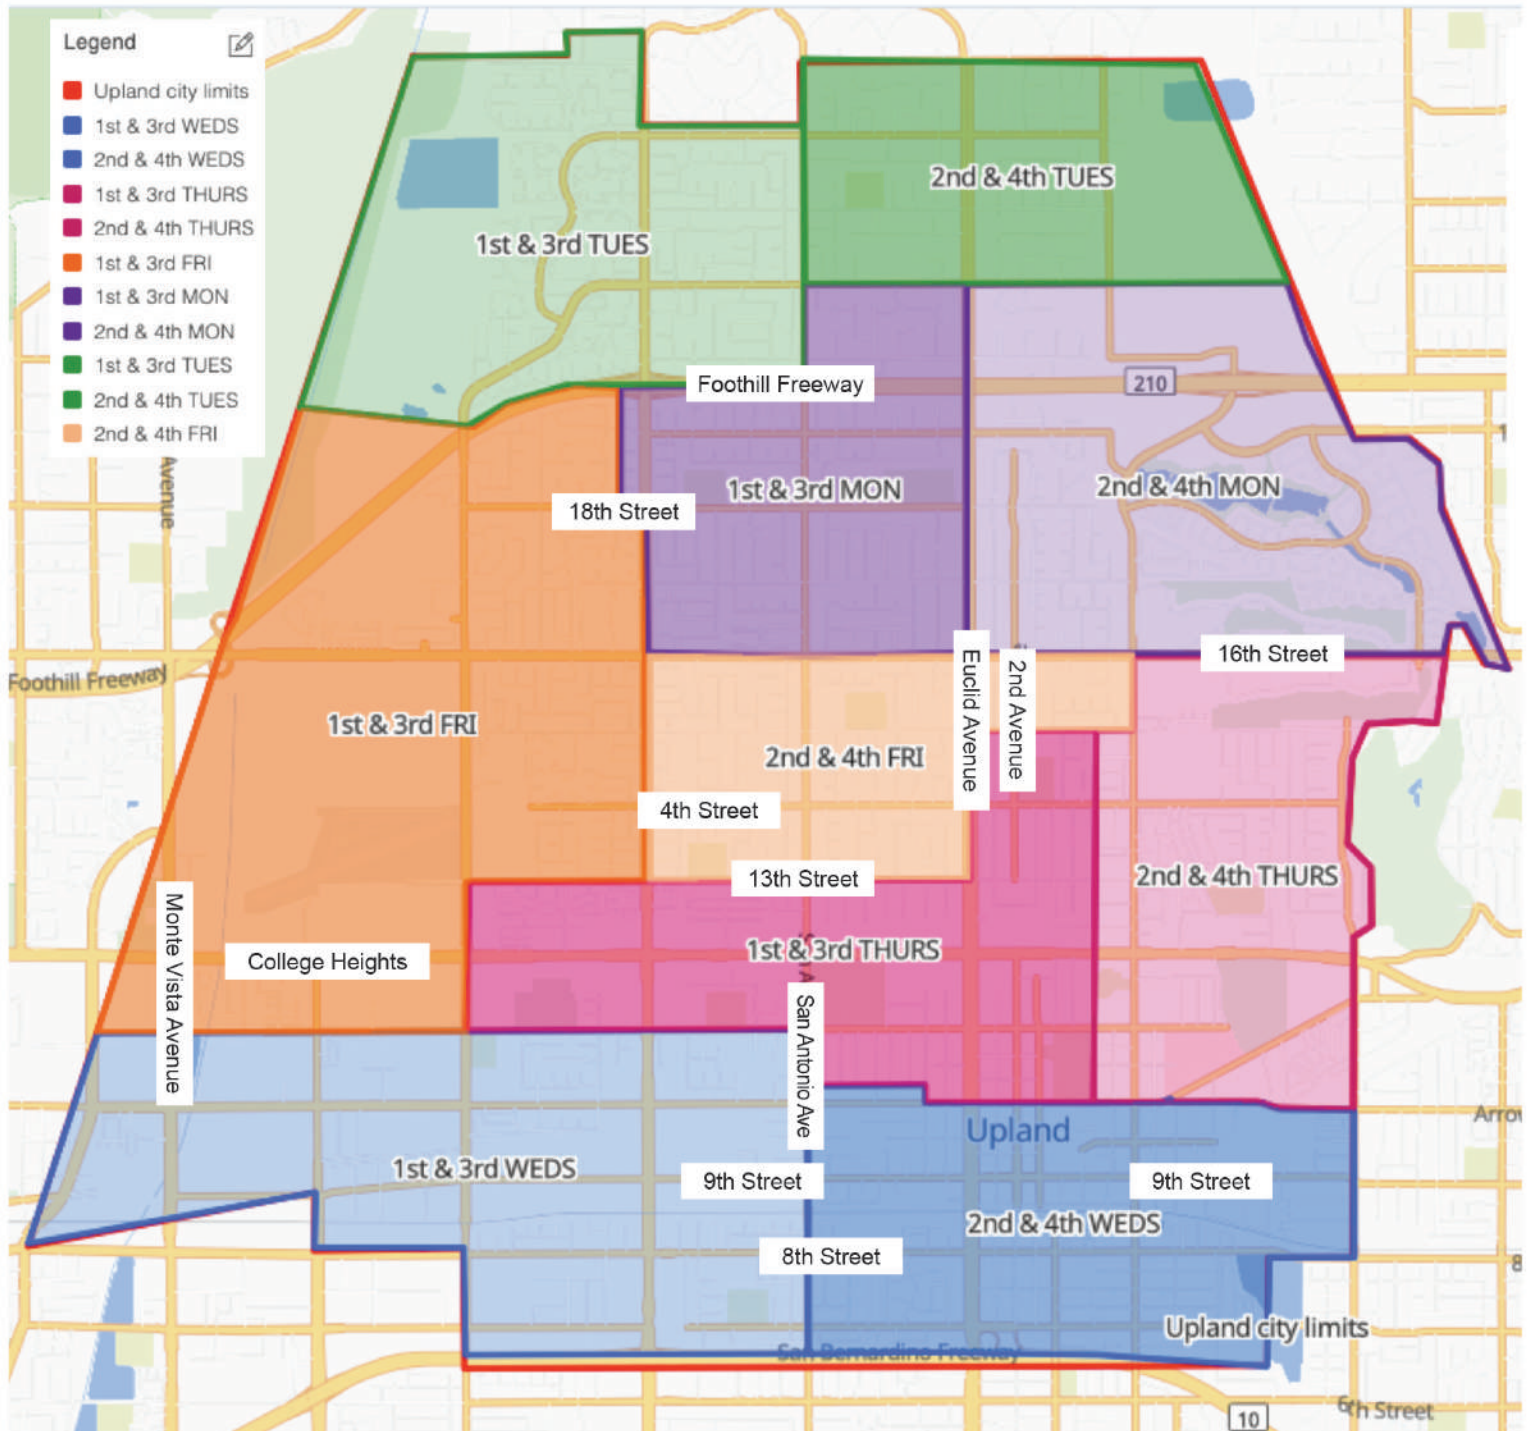 Legend
Upland city limits
1st & 3rd WEDS
2nd & 4th WEDS
1st & 3rd THURS
2nd & 4th THURS
1st & 3rd FRI
1st & 3rd MON
2nd & 4th MON
1st & 3rd TUES
2nd & 4th TUES
2nd & 4th FRI
2nd & 4th TUES
1st & 3rd TUES
Foothill Freeway
210
1
Avenue
1st & 3rd MON
2nd & 4th MON
18th Street
16th Street
Foothill Freeway
Euclid Avenue
2nd Avenue
1st & 3rd FRI
2nd & 4th FRI
4th Street
13th Street
2nd & 4th THURS
Monte Vista Avenue
College Heights
1st & 3rd THURS
San Antonio Ave
Arrow
Upland
1st & 3rd WEDS
9th Street
9th Street
2nd & 4th WEDS
8th Street
8
Upland city limits
San Bernardino Freeway
10
6th Street